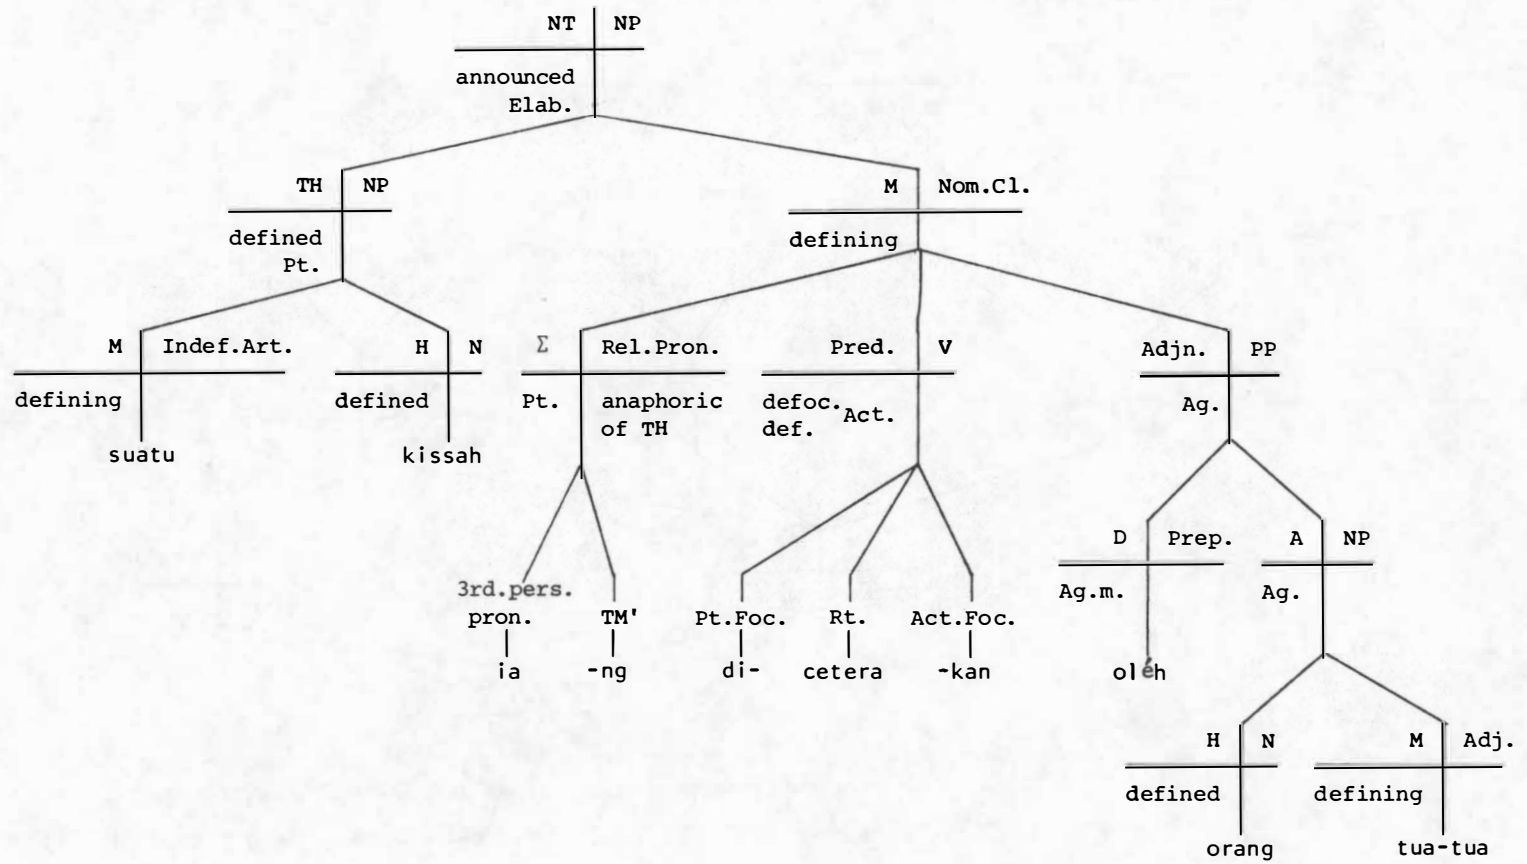 NT NP
announced
Elab.
TH NP
M Nom.Cl.
defined
Pt.
defining
M Indef.Art.
H N
Σ Rel.Pron.
Pred. V
Adjn. PP
defining
defined
Pt. anaphoric
of TH
defoc. Act.
def.
Ag.
suatu
kissah
D Prep.
A NP
Ag.m.
Ag.
3rd.pers.
pron.
TM'
Pt.Foc.
Rt.
Act.Foc.
ia
-ng
di-
cetera
-kan
oléh
H N
M Adj.
defined
defining
orang
tua-tua